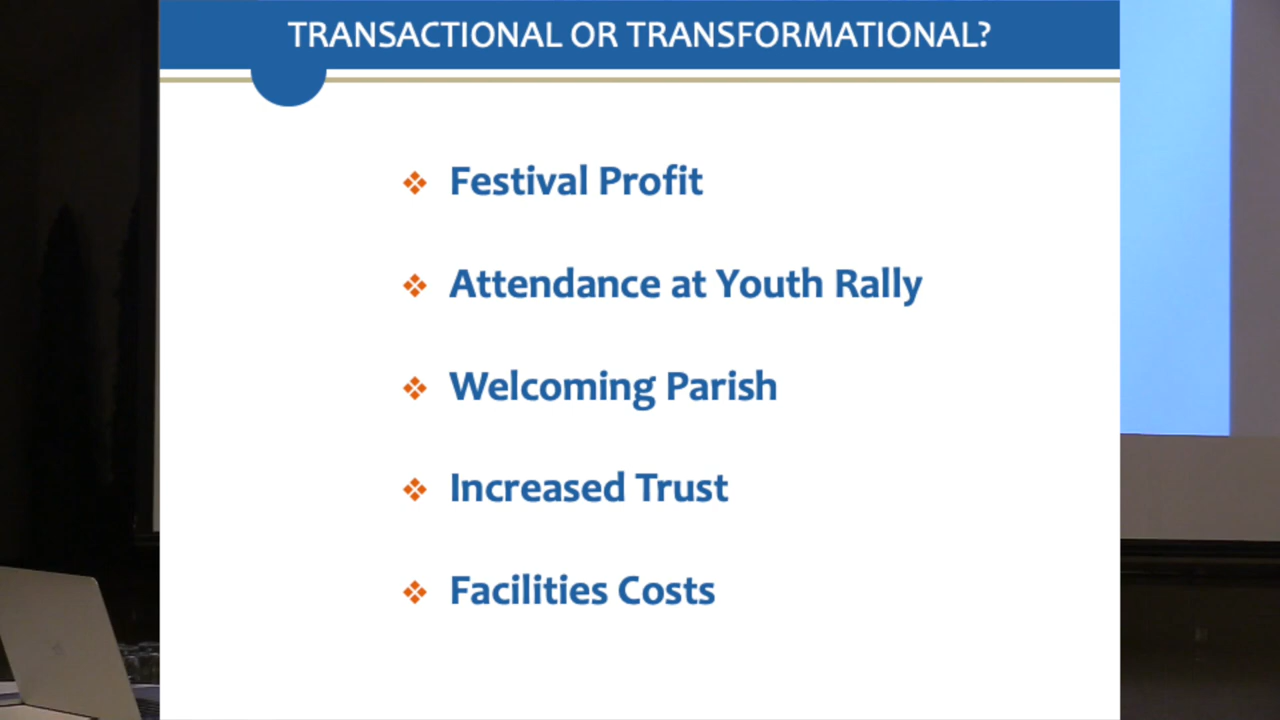 TRANSACTIONAL OR TRANSFORMATIONAL?
Festival Profit
Attendance at Youth Rally
Welcoming Parish
Increased Trust
Facilities Costs